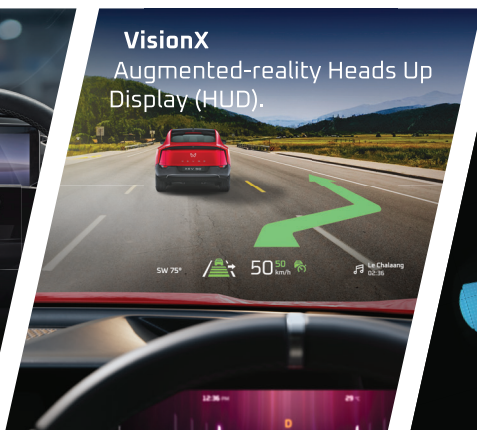 VisionX
Augmented-reality Heads Up
Display (HUD).
SW 75°
50 50 km/h
Le Chalaang
02:36
12:36 PM
29 °C
D